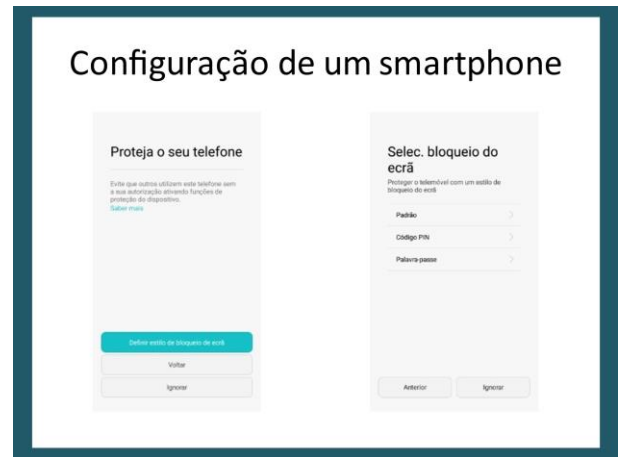 Configuração de um smartphone
Proteja o seu telefone
Evite que outros utilizem este telefone sem
a sua autorização ativando funções de
proteção do dispositivo.
Saber mais
Definir estilo de bloqueio de ecrã
Voltar
Ignorar
Selec. bloqueio do
ecrã
Proteger o telemóvel com um estilo de
bloqueio do ecrã
Padrão
Código PIN
Palavra-passe
Anterior
Ignorar